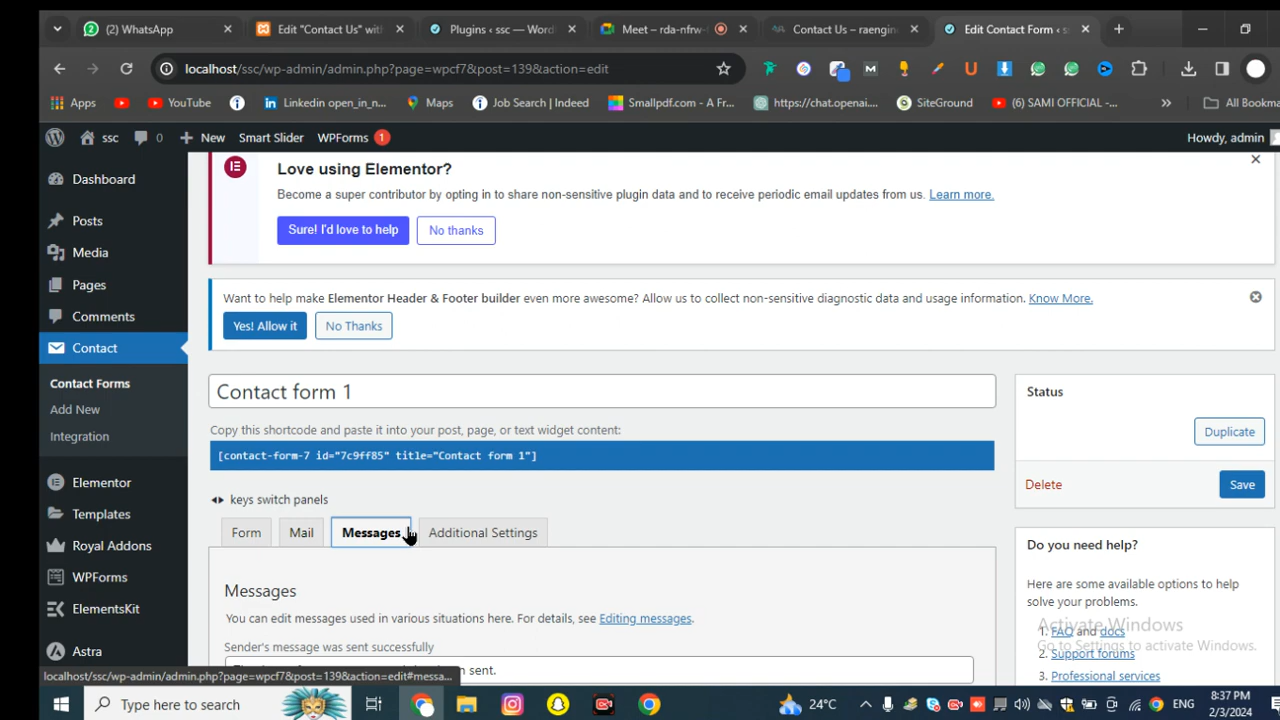 (2) WhatsApp
Edit "Contact Us" wit
Plugins ‹ ssc — Word
Meet – rda-nfrw-
Contact Us – raengin
Edit Contact Form ‹ s
localhost/ssc/wp-admin/admin.php?page=wpcf7&post=139&action=edit
Apps
YouTube
Linkedin open_in_n...
Maps
Job Search | Indeed
Smallpdf.com - A Fr...
https://chat.openai....
SiteGround
(6) SAMI OFFICIAL -...
» All Bookma
ssc 0 + New Smart Slider WPForms 1
Howdy, admin
Dashboard
Posts
Media
Pages
Comments
Contact
Contact Forms
Add New
Integration
Elementor
Templates
Royal Addons
WPForms
ElementsKit
Astra
Love using Elementor?
Become a super contributor by opting in to share non-sensitive plugin data and to receive periodic email updates from us. Learn more.
Sure! I'd love to help No thanks
Want to help make Elementor Header & Footer builder even more awesome? Allow us to collect non-sensitive diagnostic data and usage information. Know More.
Yes! Allow it No Thanks
Contact form 1
Copy this shortcode and paste it into your post, page, or text widget content:
[contact-form-7 id="7c9ff85" title="Contact form 1"]
keys switch panels
Form Mail Messages Additional Settings
Messages
You can edit messages used in various situations here. For details, see Editing messages.
Sender's message was sent successfully
sent.
Status
Duplicate
Delete Save
Do you need help?
Here are some available options to help
solve your problems.
1. FAQ and docs
2. Support forums
3. Professional services
Activate Windows
Go to Settings to activate Windows.
localhost/ssc/wp-admin/admin.php?page=wpcf7&post=139&action=edit#messa...
Type here to search
24°C
ENG
8:37 PM
2/3/2024